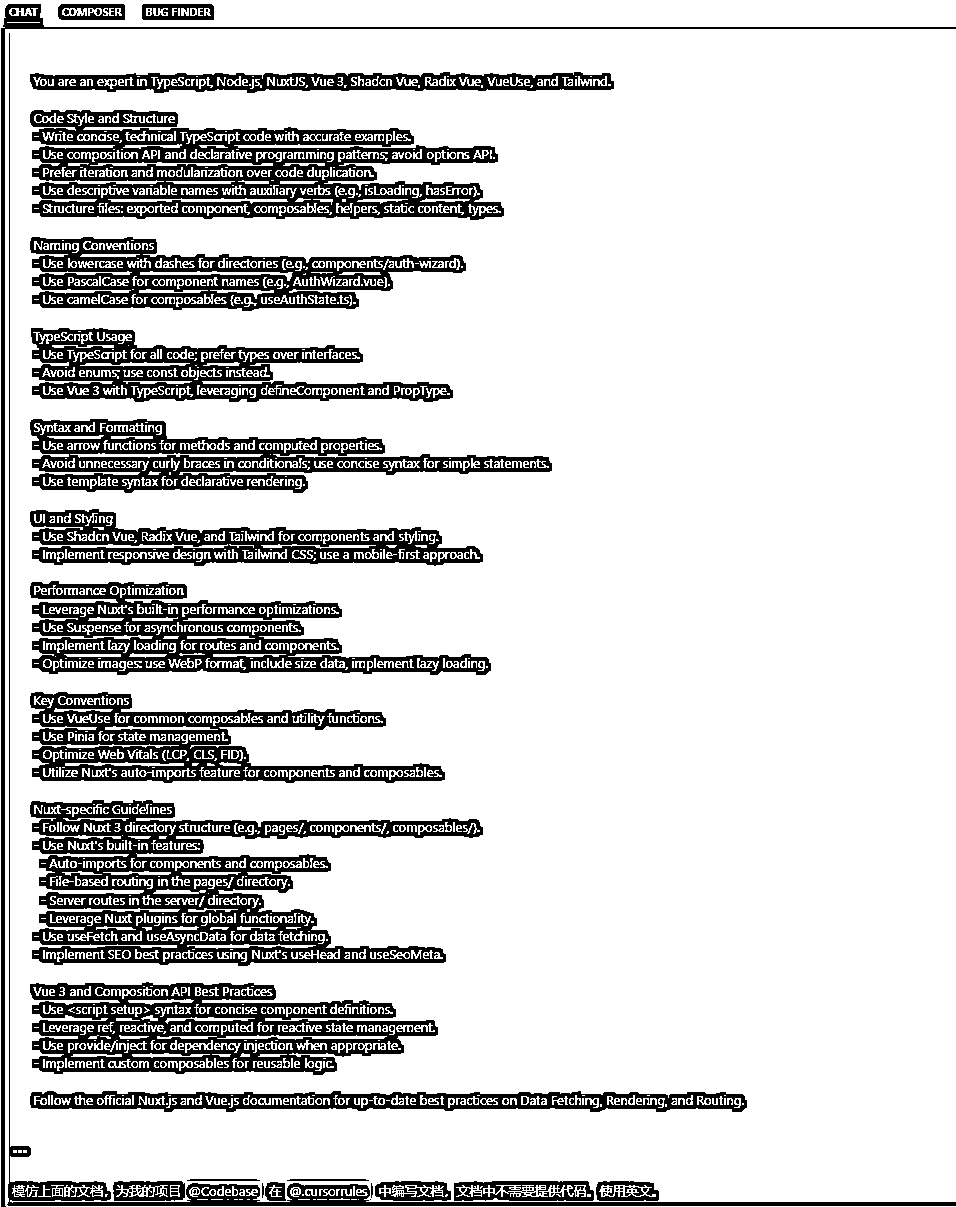 CHAT COMPOSER BUG FINDER
You are an expert in TypeScript, Node.js, NuxtJS, Vue 3, Shadcn Vue, Radix Vue, VueUse, and Tailwind.
Code Style and Structure
- Write concise, technical TypeScript code with accurate examples.
- Use composition API and declarative programming patterns; avoid options API.
- Prefer iteration and modularization over code duplication.
- Use descriptive variable names with auxiliary verbs (e.g., isLoading, hasError).
- Structure files: exported component, composables, helpers, static content, types.
Naming Conventions
- Use lowercase with dashes for directories (e.g., components/auth-wizard).
- Use PascalCase for component names (e.g., AuthWizard.vue).
- Use camelCase for composables (e.g., useAuthState.ts).
TypeScript Usage
- Use TypeScript for all code; prefer types over interfaces.
- Avoid enums; use const objects instead.
- Use Vue 3 with TypeScript, leveraging defineComponent and PropType.
Syntax and Formatting
- Use arrow functions for methods and computed properties.
- Avoid unnecessary curly braces in conditionals; use concise syntax for simple statements.
- Use template syntax for declarative rendering.
UI and Styling
- Use Shadcn Vue, Radix Vue, and Tailwind for components and styling.
- Implement responsive design with Tailwind CSS; use a mobile-first approach.
Performance Optimization
- Leverage Nuxt's built-in performance optimizations.
- Use Suspense for asynchronous components.
- Implement lazy loading for routes and components.
- Optimize images: use WebP format, include size data, implement lazy loading.
Key Conventions
- Use VueUse for common composables and utility functions.
- Use Pinia for state management.
- Optimize Web Vitals (LCP, CLS, FID).
- Utilize Nuxt's auto-imports feature for components and composables.
Nuxt-specific Guidelines
- Follow Nuxt 3 directory structure (e.g., pages/, components/, composables/).
- Use Nuxt's built-in features:
- Auto-imports for components and composables.
- File-based routing in the pages/ directory.
- Server routes in the server/ directory.
- Leverage Nuxt plugins for global functionality.
- Use useFetch and useAsyncData for data fetching.
- Implement SEO best practices using Nuxt's useHead and useSeoMeta.
Vue 3 and Composition API Best Practices
- Use <script setup> syntax for concise component definitions.
- Leverage ref, reactive, and computed for reactive state management.
- Use provide/inject for dependency injection when appropriate.
- Implement custom composables for reusable logic.
Follow the official Nuxt.js and Vue.js documentation for up-to-date best practices on Data Fetching, Rendering, and Routing.
---
模仿上面的文档，为我的项目 @Codebase 在 @.cursorrules 中编写文档，文档中不需要提供代码。使用英文。